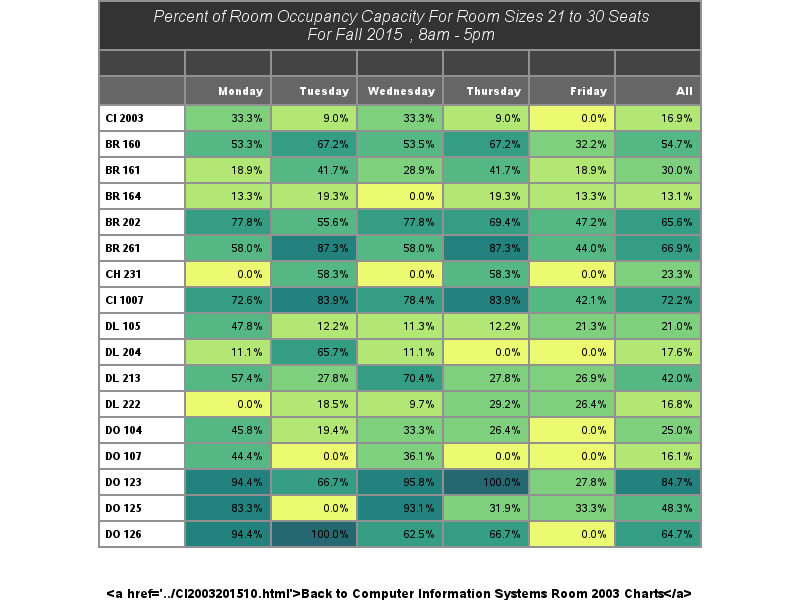 Percent of Room Occupancy Capacity For Room Sizes 21 to 30 Seats
For Fall 2015 , 8am - 5pm
Monday Tuesday Wednesday Thursday Friday All
CI 2003 33.3% 9.0% 33.3% 9.0% 0.0% 16.9%
BR 160 53.3% 67.2% 53.5% 67.2% 32.2% 54.7%
BR 161 18.9% 41.7% 28.9% 41.7% 18.9% 30.0%
BR 164 13.3% 19.3% 0.0% 19.3% 13.3% 13.1%
BR 202 77.8% 55.6% 77.8% 69.4% 47.2% 65.6%
BR 261 58.0% 87.3% 58.0% 87.3% 44.0% 66.9%
CH 231 0.0% 58.3% 0.0% 58.3% 0.0% 23.3%
CI 1007 72.6% 83.9% 78.4% 83.9% 42.1% 72.2%
DL 105 47.8% 12.2% 11.3% 12.2% 21.3% 21.0%
DL 204 11.1% 65.7% 11.1% 0.0% 0.0% 17.6%
DL 213 57.4% 27.8% 70.4% 27.8% 26.9% 42.0%
DL 222 0.0% 18.5% 9.7% 29.2% 26.4% 16.8%
DO 104 45.8% 19.4% 33.3% 26.4% 0.0% 25.0%
DO 107 44.4% 0.0% 36.1% 0.0% 0.0% 16.1%
DO 123 94.4% 66.7% 95.8% 100.0% 27.8% 84.7%
DO 125 83.3% 0.0% 93.1% 31.9% 33.3% 48.3%
DO 126 94.4% 100.0% 62.5% 66.7% 0.0% 64.7%
<a href='../CI2003201510.html'>Back to Computer Information Systems Room 2003 Charts</a>